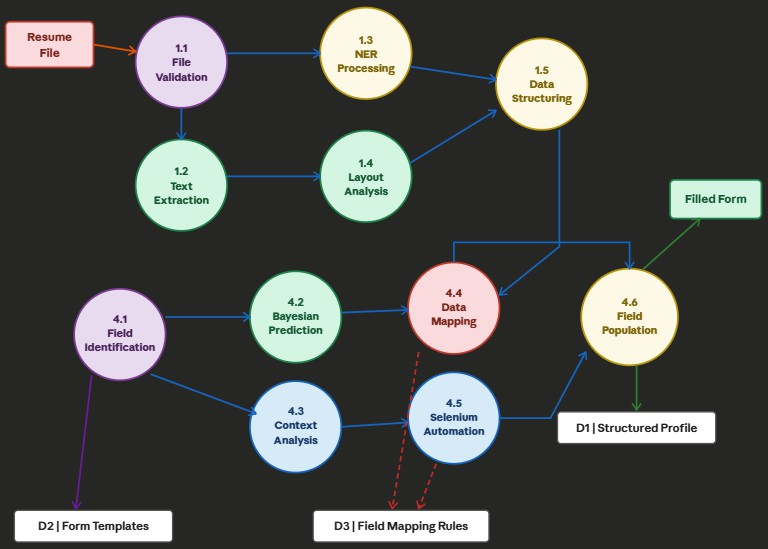 Resume
File
1.1
File
Validation
1.3
NER
Processing
1.5
Data
Structuring
1.2
Text
Extraction
1.4
Layout
Analysis
Filled Form
4.1
Field
Identification
4.2
Bayesian
Prediction
4.4
Data
Mapping
4.6
Field
Population
4.3
Context
Analysis
4.5
Selenium
Automation
D1 | Structured Profile
D2 | Form Templates
D3 | Field Mapping Rules